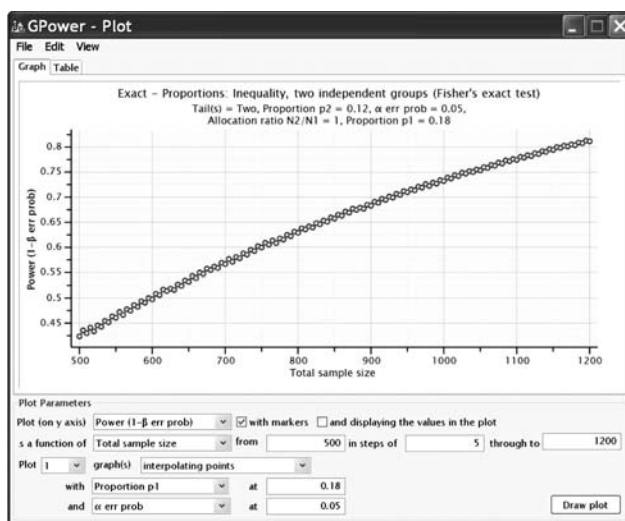 GPower - Plot
File Edit View
Graph Table
Exact - Proportions: Inequality, two independent groups (Fisher's exact test)
Tail(s) = Two, Proportion p2 = 0.12, α err prob = 0.05,
Allocation ratio N2/N1 = 1, Proportion p1 = 0.18
Power (1-β err prob)
0.8
0.75
0.7
0.65
0.6
0.55
0.5
0.45
500 600 700 800 900 1000 1100 1200
Total sample size
Plot Parameters
Plot (on y axis) Power (1-β err prob) with markers and displaying the values in the plot
s a function of Total sample size from 500 in steps of 5 through to 1200
Plot 1 graph(s) interpolating points
with Proportion p1 at 0.18
and α err prob at 0.05 Draw plot